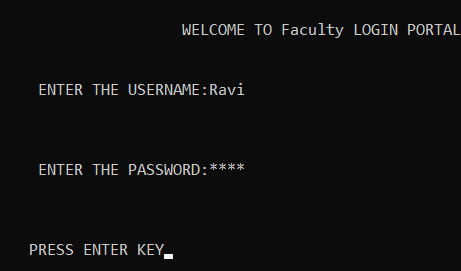 WELCOME TO Faculty LOGIN PORTAL
ENTER THE USERNAME:Ravi
ENTER THE PASSWORD:****
PRESS ENTER KEY